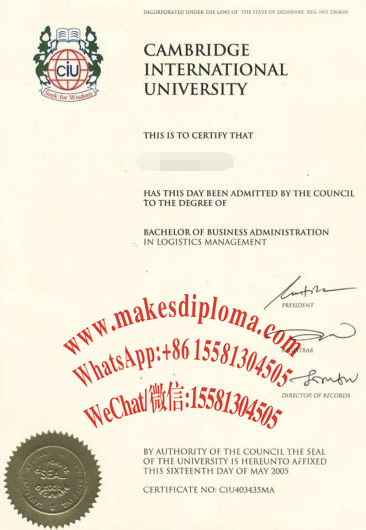 INCORPORATED UNDER THE LAWS OF THE STATE OF DELAWARE. REG. NO.
CiU
Seek for Wisdom
CAMBRIDGE
INTERNATIONAL
UNIVERSITY
THIS IS TO CERTIFY THAT
HAS THIS DAY BEEN ADMITTED BY THE COUNCIL
TO THE DEGREE OF
BACHELOR OF BUSINESS ADMINISTRATION
IN LOGISTICS MANAGEMENT
PRESIDENT
www.makesdiploma.com
WhatsApp:+86 15581304505
WeChat/微信:15581304505
DIRECTOR OF RECORDS
SEAL
BY AUTHORITY OF THE COUNCIL THE SEAL
OF THE UNIVERSITY IS HEREUNTO AFFIXED
THIS SIXTEENTH DAY OF MAY 2005
CERTIFICATE NO: CIU403435MA